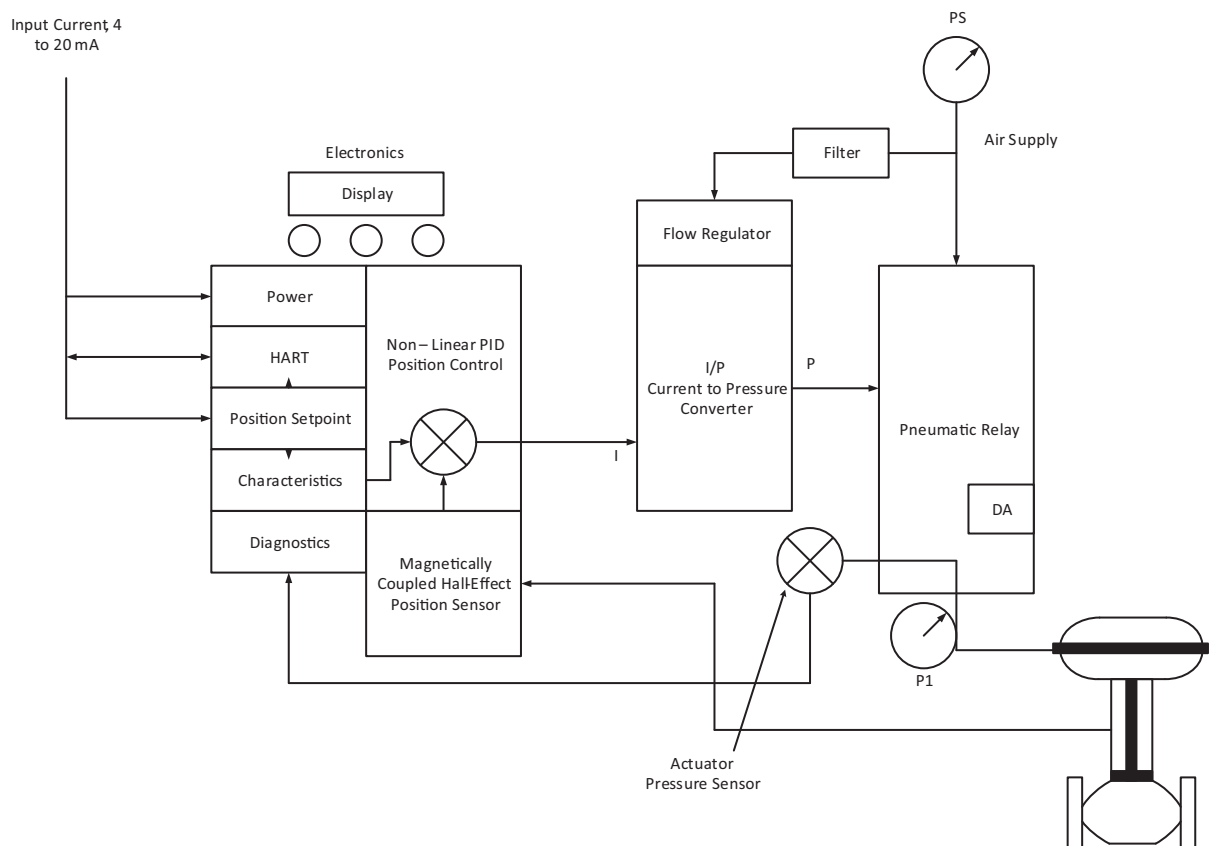 Input Current, 4
to 20 mA
PS
Air Supply
Filter
Electronics
Display
Flow Regulator
Power
HART
Position Setpoint
Characteristics
Diagnostics
Non – Linear PID
Position Control
I
I/P
Current to Pressure
Converter
P
Pneumatic Relay
DA
Magnetically
Coupled Hall-Effect
Position Sensor
P1
Actuator
Pressure Sensor